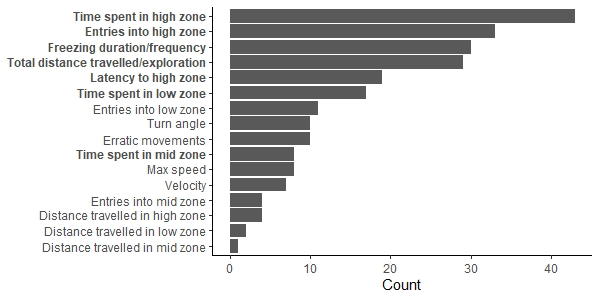 Time spent in high zone
Entries into high zone
Freezing duration/frequency
Total distance travelled/exploration
Latency to high zone
Time spent in low zone
Entries into low zone
Turn angle
Erratic movements
Time spent in mid zone
Max speed
Velocity
Entries into mid zone
Distance travelled in high zone
Distance travelled in low zone
Distance travelled in mid zone
0 10 20 30 40
Count